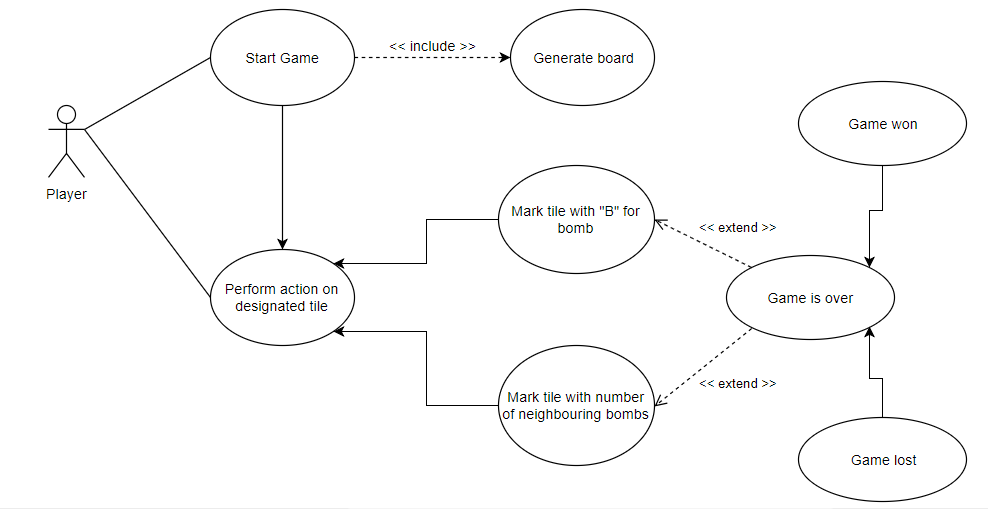 Start Game
<< include >>
Generate board
Game won
Player
Mark tile with "B" for
bomb
<< extend >>
Perform action on
designated tile
Game is over
<< extend >>
Mark tile with number
of neighbouring bombs
Game lost